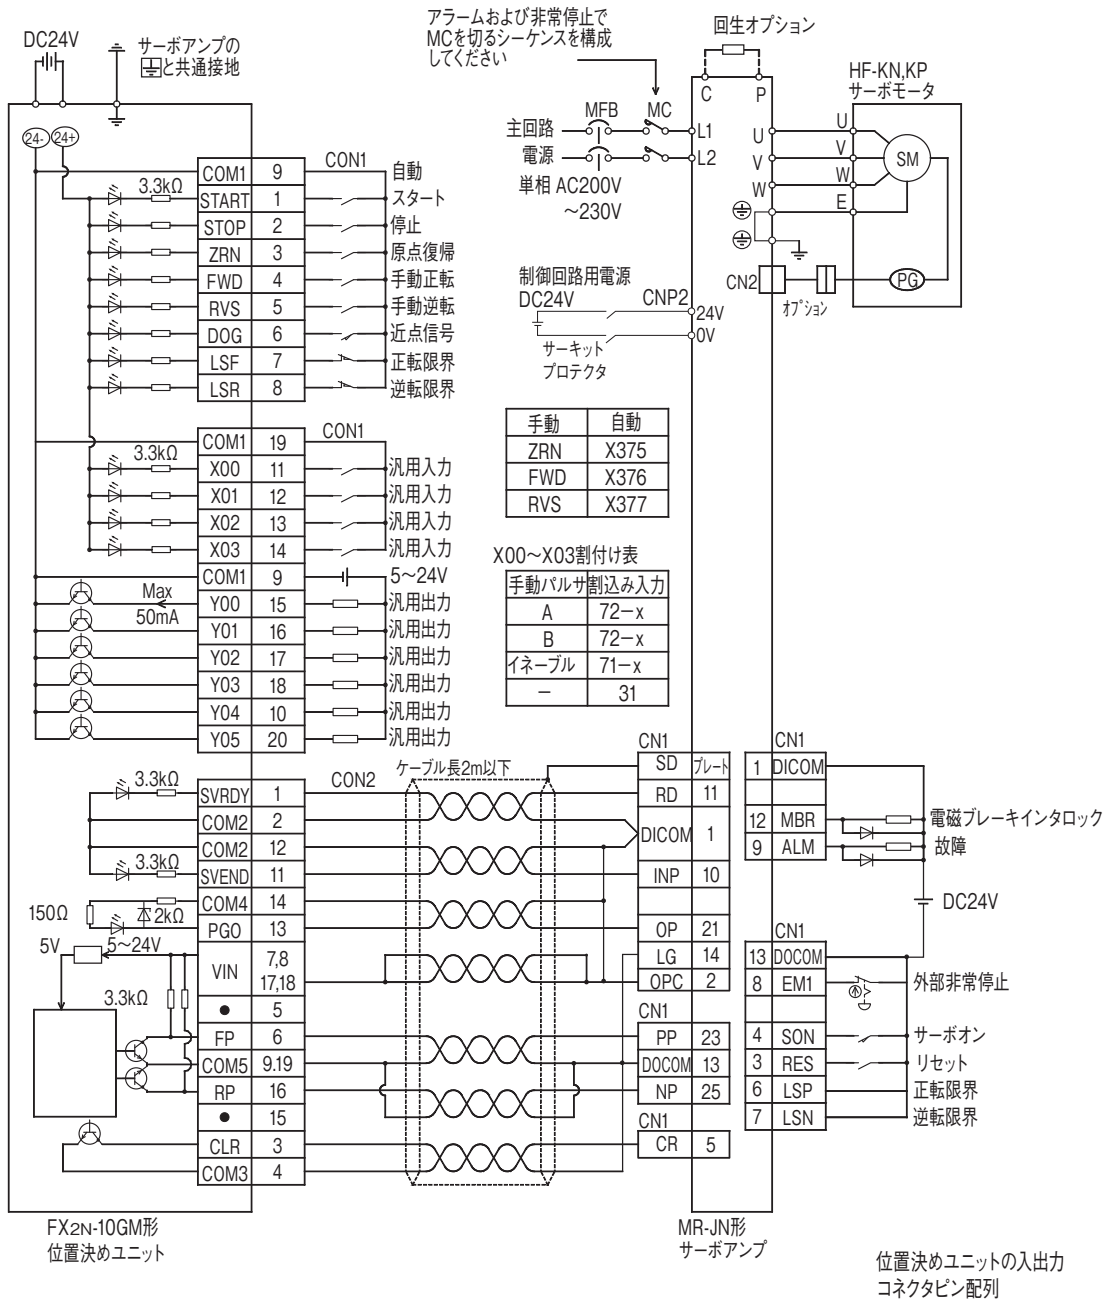 アラームおよび非常停止で
MCを切るシーケンスを構成
してください
回生オプション
DC24V
サーボアンプの
と共通接地
24-
24+
C
P
HF-KN,KP
サーボモータ
MFB
MC
主回路
電源
単相 AC200V
～230V
L1
L2
U
V
W
U
V
W
E
SM
PG
CN2
オプション
制御回路用電源
DC24V
CNP2
24V
0V
サーキット
プロテクタ
CON1
COM1 9 自動
3.3kΩ
START 1 スタート
STOP 2 停止
ZRN 3 原点復帰
FWD 4 手動正転
RVS 5 手動逆転
DOG 6 近点信号
LSF 7 正転限界
LSR 8 逆転限界
CON1
COM1 19
3.3kΩ
X00 11 汎用入力
X01 12 汎用入力
X02 13 汎用入力
X03 14 汎用入力
COM1 9 5～24V
Max
50mA
Y00 15 汎用出力
Y01 16 汎用出力
Y02 17 汎用出力
Y03 18 汎用出力
Y04 10 汎用出力
Y05 20 汎用出力
手動 自動
ZRN X375
FWD X376
RVS X377
X00～X03割付け表
手動パルサ 割込み入力
A 72－x
B 72－x
イネーブル 71－x
－ 31
CON2
ケーブル長2m以下
3.3kΩ
SVRDY 1
COM2 2
COM2 12
3.3kΩ
SVEND 11
COM4 14
150Ω
2kΩ
PGO 13
5V
5～24V
VIN 7,8
17,18
3.3kΩ
● 5
FP 6
COM5 9.19
RP 16
● 15
CLR 3
COM3 4
CN1
SD プレート
RD 11
DICOM 1
INP 10
OP 21
LG 14
OPC 2
CN1
PP 23
DOCOM 13
NP 25
CN1
CR 5
CN1
1 DICOM
12 MBR 電磁ブレーキインタロック
9 ALM 故障
DC24V
CN1
13 DOCOM
8 EM1 外部非常停止
4 SON サーボオン
3 RES リセット
6 LSP 正転限界
7 LSN 逆転限界
FX2N-10GM形
位置決めユニット
MR-JN形
サーボアンプ
位置決めユニットの入出力
コネクタピン配列